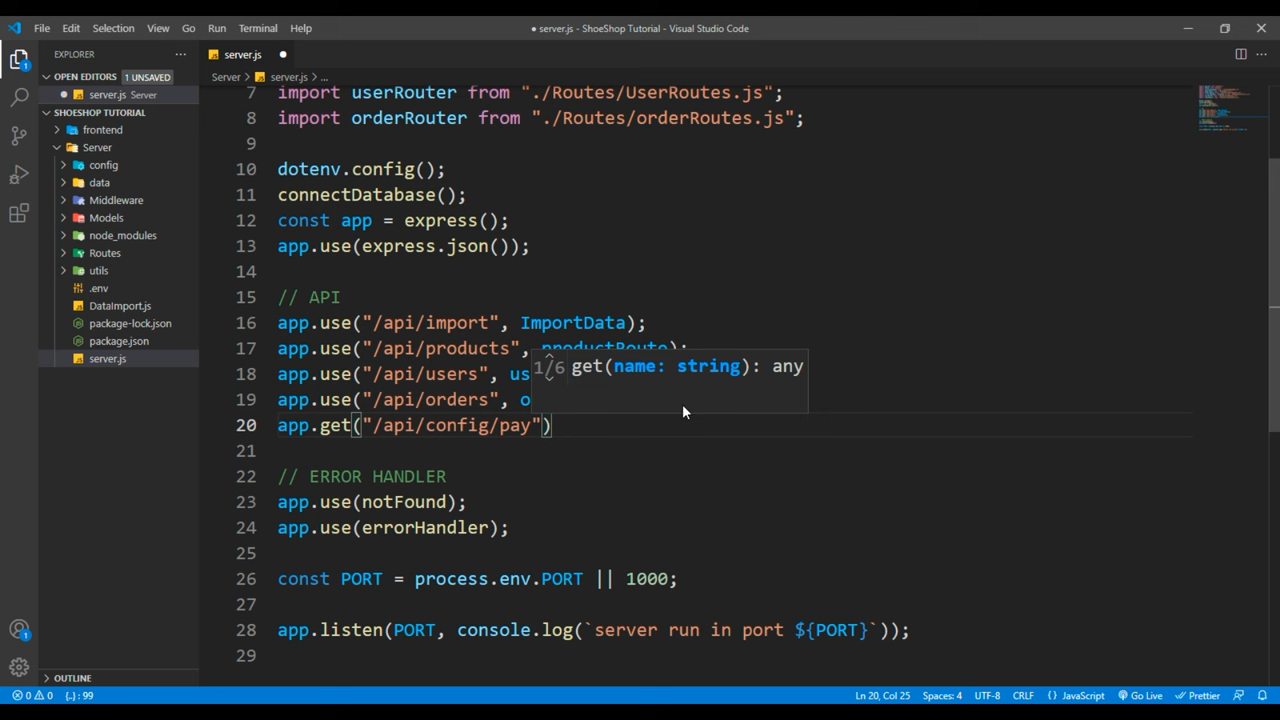 File Edit Selection View Go Run Terminal Help
● server.js - ShoeShop Tutorial - Visual Studio Code
EXPLORER
server.js
OPEN EDITORS 1 UNSAVED
Server > server.js > ...
server.js Server
SHOESHOP TUTORIAL
frontend
Server
config
data
Middleware
Models
node_modules
Routes
utils
.env
DataImport.js
package-lock.json
package.json
server.js
OUTLINE
7 import userRouter from "./Routes/UserRoutes.js";
8 import orderRouter from "./Routes/orderRoutes.js";
9
10 dotenv.config();
11 connectDatabase();
12 const app = express();
13 app.use(express.json());
14
15 // API
16 app.use("/api/import", ImportData);
17 app.use("/api/products", productRoute);
1/6 get(name: string): any
18 app.use("/api/users", us
19 app.use("/api/orders", o
20 app.get("/api/config/pay")
21
22 // ERROR HANDLER
23 app.use(notFound);
24 app.use(errorHandler);
25
26 const PORT = process.env.PORT || 1000;
27
28 app.listen(PORT, console.log(`server run in port ${PORT}`));
29
1
1
0 0 {..} : 99
Ln 20, Col 25 Spaces: 4 UTF-8 CRLF {} JavaScript Go Live Prettier